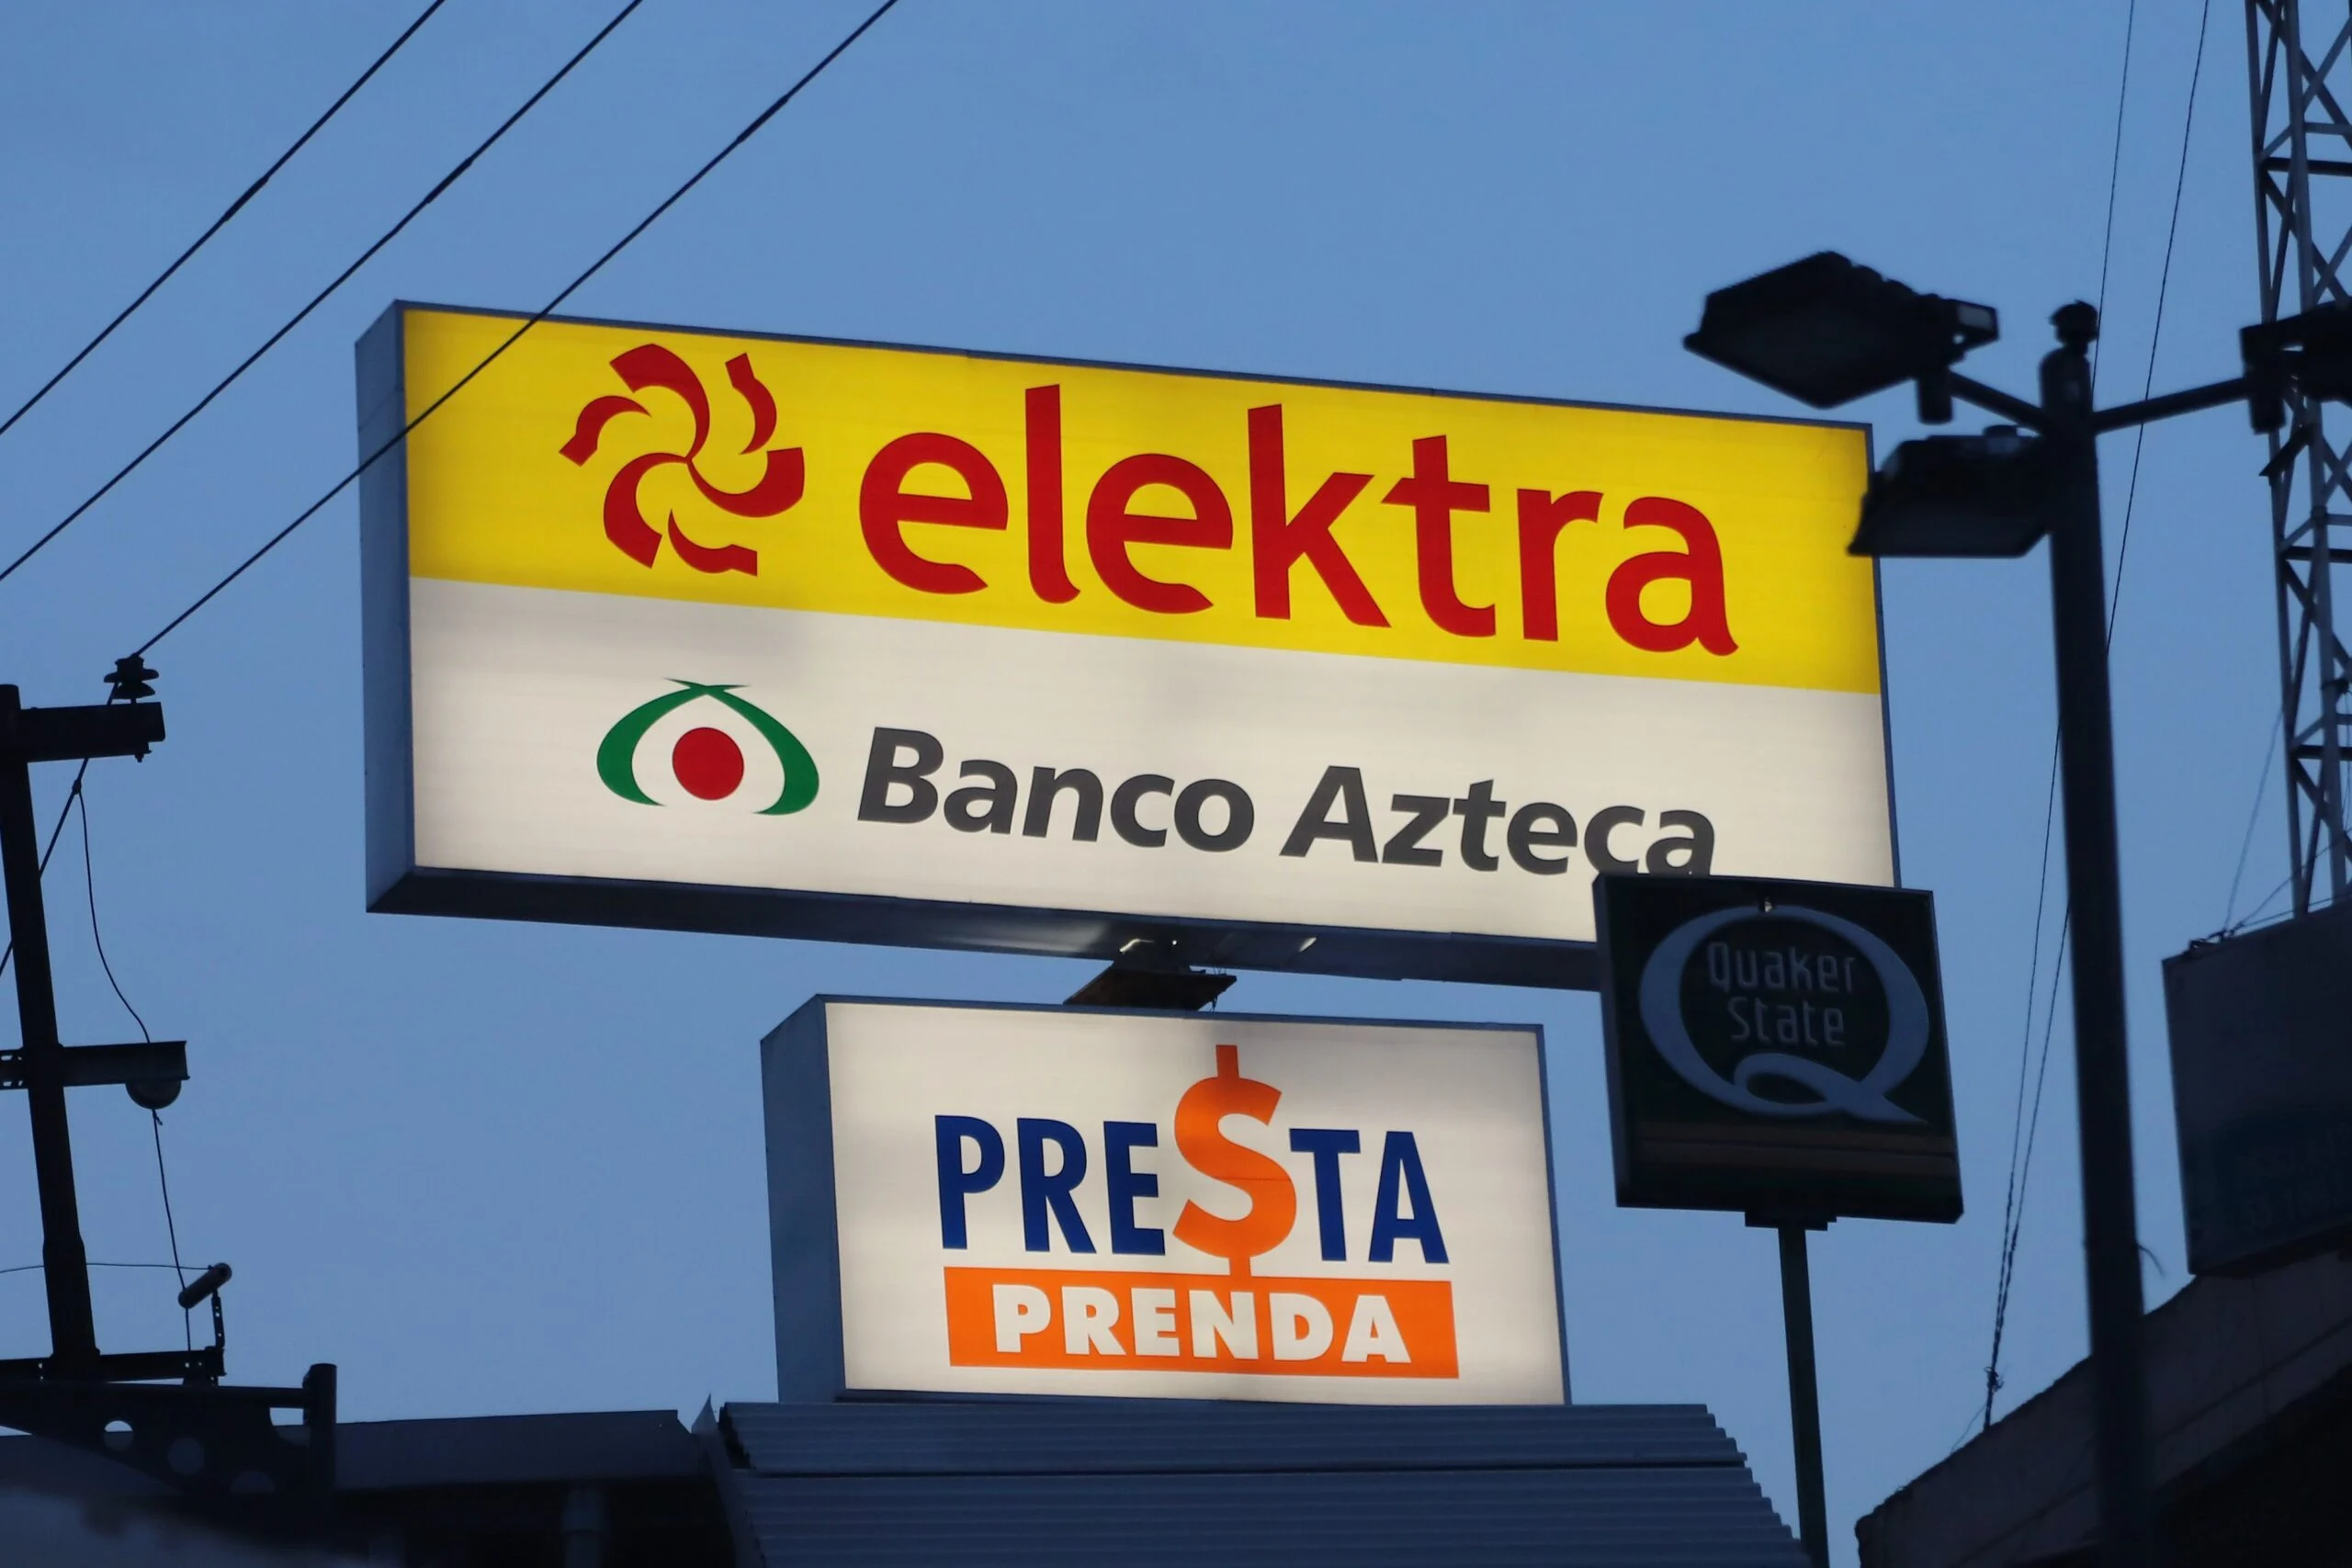 elektra
Banco Azteca
Quaker
State
PRE$TA
PRENDA